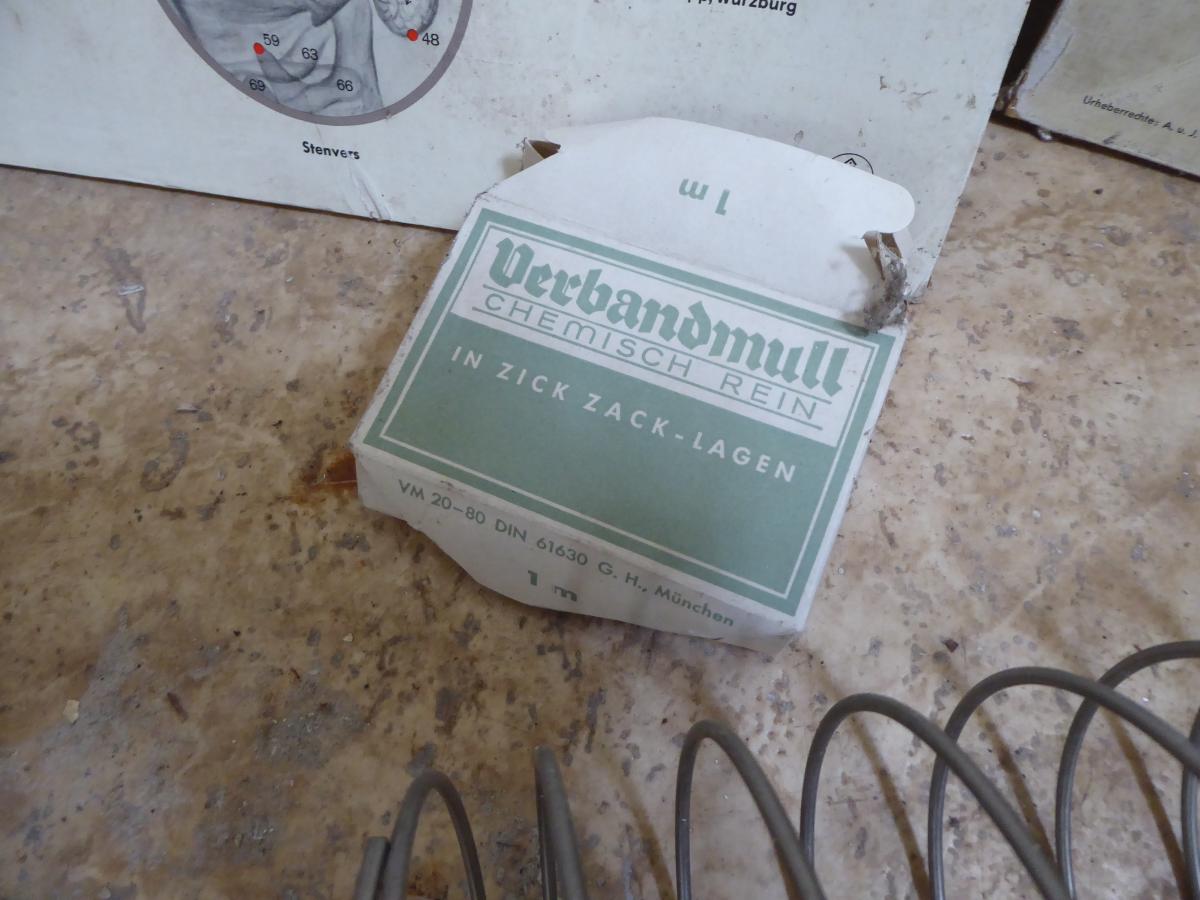 Würzburg
59
48
63
69
66
Stenvers
Urheberrechte: A. u. J.
1 m
Verbandmull
CHEMISCH REIN
IN ZICK ZACK-LAGEN
VM 20–80 DIN 61630 G. H., München
1 m